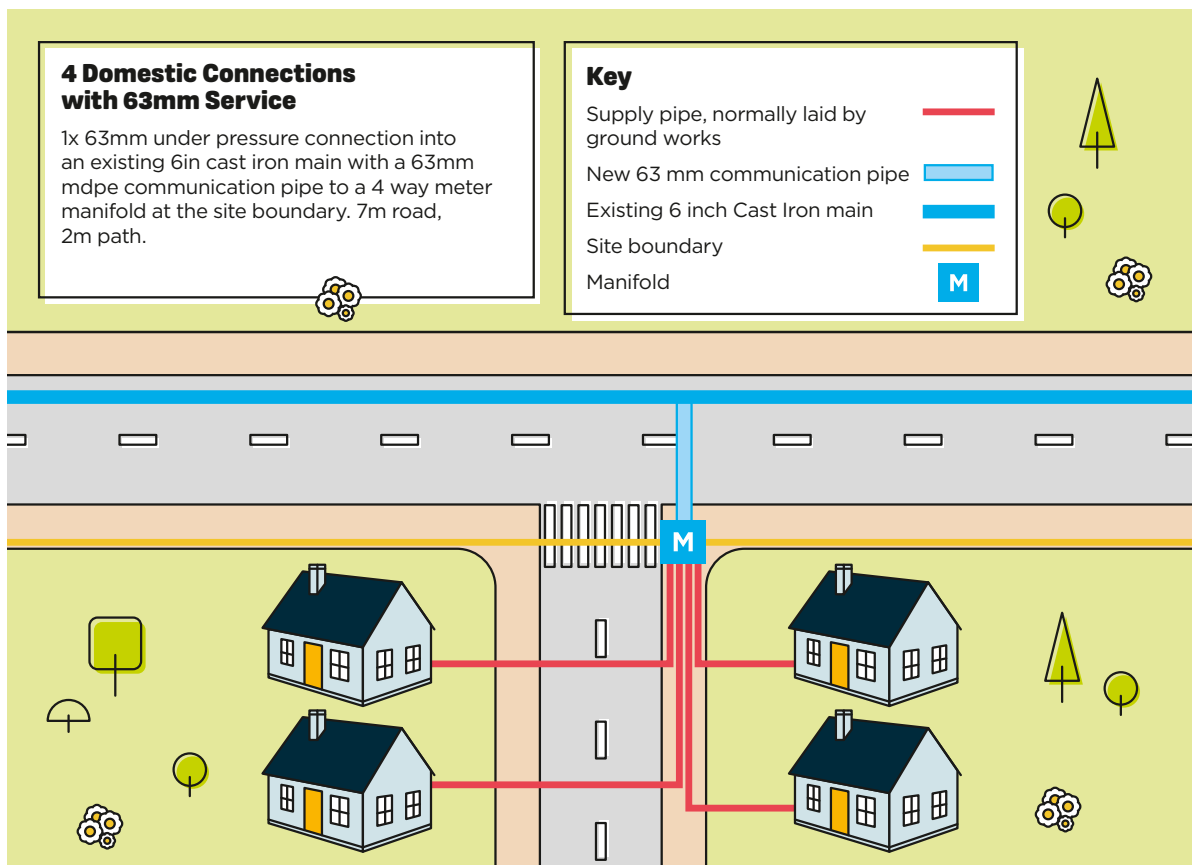 4 Domestic Connections
with 63mm Service
1x 63mm under pressure connection into
an existing 6in cast iron main with a 63mm
mdpe communication pipe to a 4 way meter
manifold at the site boundary. 7m road,
2m path.
Key
Supply pipe, normally laid by
ground works
New 63 mm communication pipe
Existing 6 inch Cast Iron main
Site boundary
Manifold
M
M